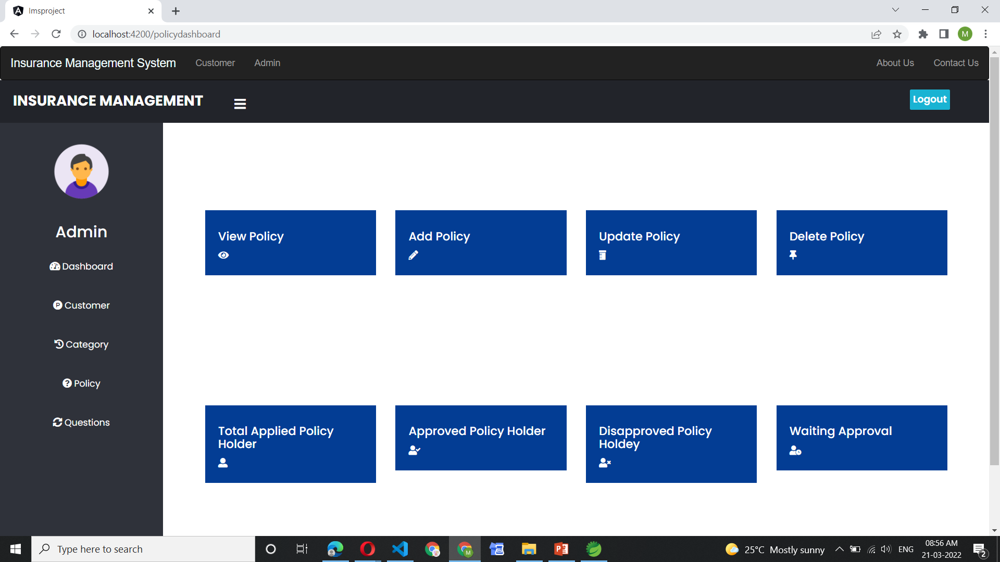 Imsproject
localhost:4200/policydashboard
M
Insurance Management System Customer Admin About Us Contact Us
INSURANCE MANAGEMENT Logout
Admin
Dashboard
Customer
Category
Policy
Questions
View Policy
Add Policy
Update Policy
Delete Policy
Total Applied Policy
Holder
Approved Policy Holder
Disapproved Policy
Holdey
Waiting Approval
Type here to search
25°C Mostly sunny
ENG
08:56 AM
21-03-2022
2